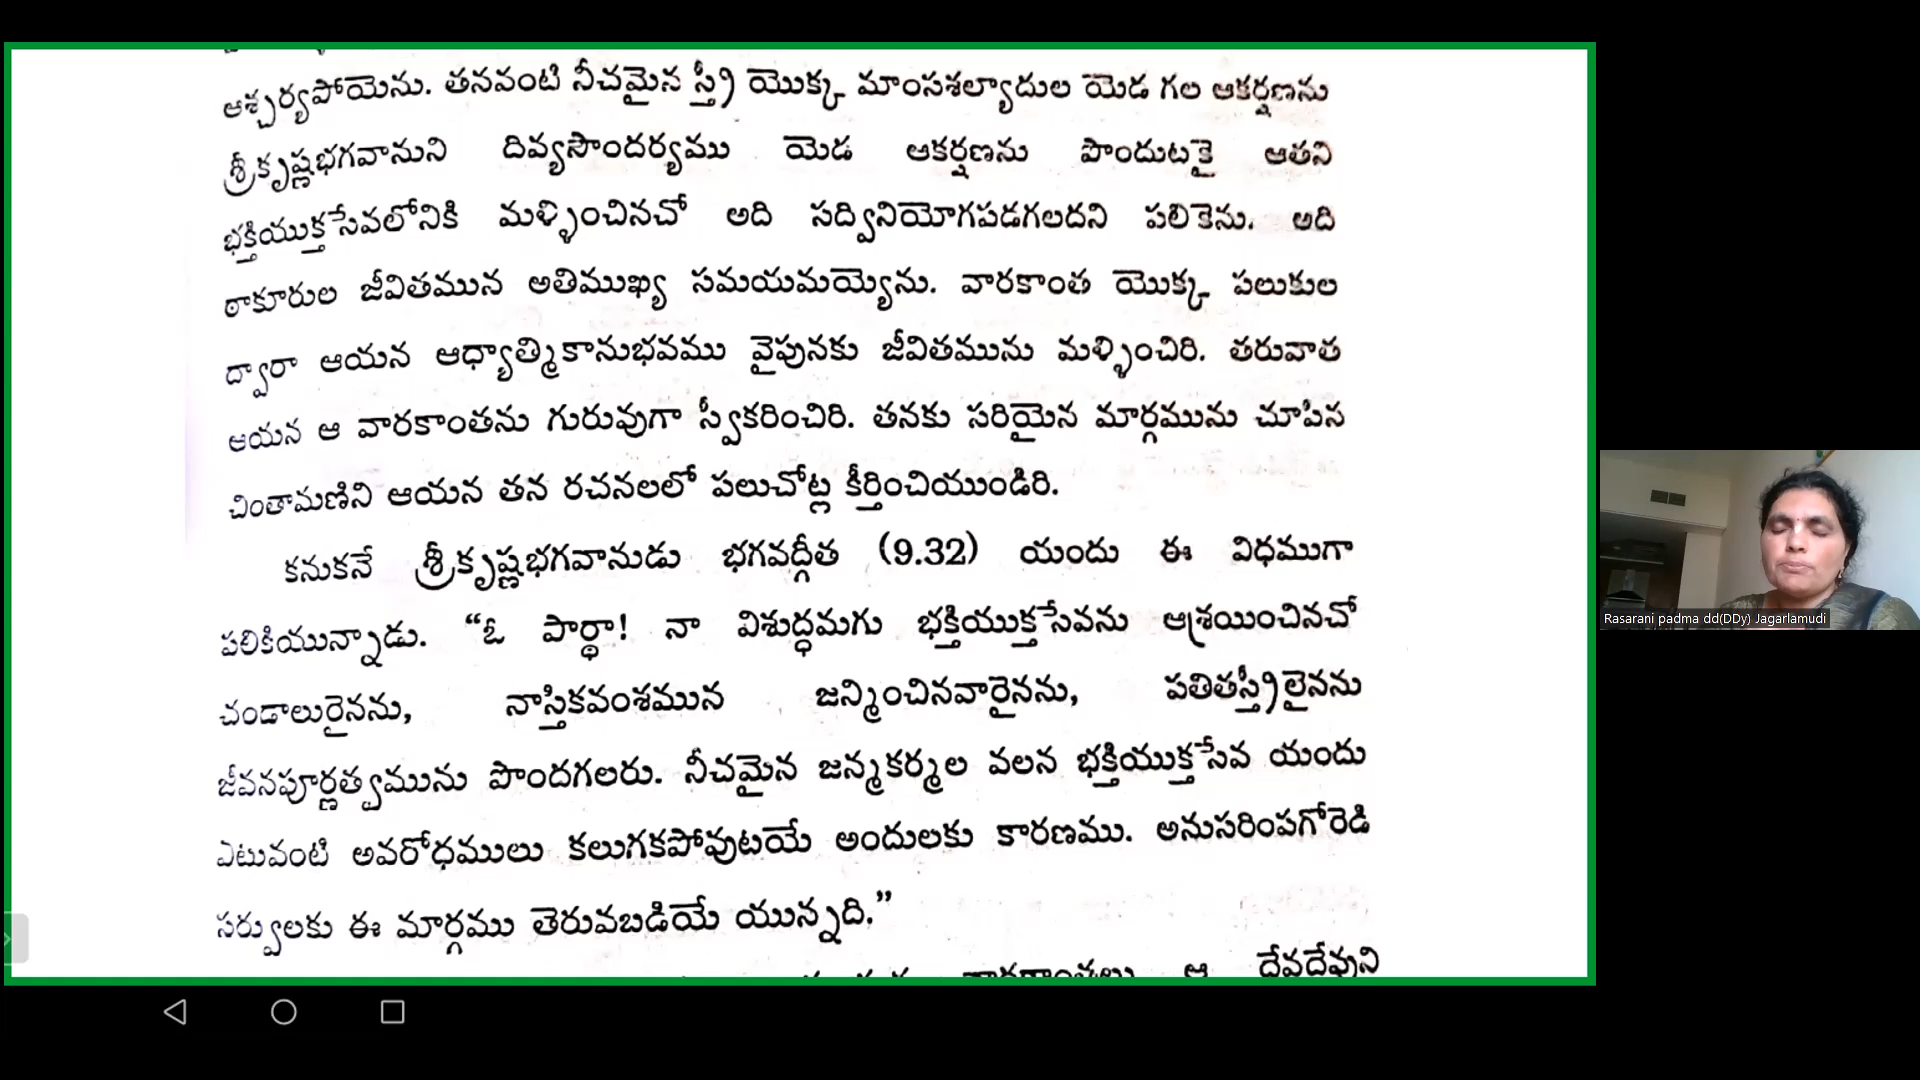 ఆశ్చర్యపోయెను. తనవంటి నీచమైన స్త్రీ యొక్క మాంసశల్యాదుల యెడ గల ఆకర్షణను
శ్రీకృష్ణభగవానుని దివ్యసౌందర్యము యెడ ఆకర్షణను పొందుటకై ఆతని
భక్తియుక్తసేవలోనికి మళ్ళించినచో అది సద్వినియోగపడగలదని పలికెను. అది
ఠాకూరుల జీవితమున అతిముఖ్య సమయమయ్యెను. వారకాంత యొక్క పలుకుల
ద్వారా ఆయన ఆధ్యాత్మికానుభవము వైపునకు జీవితమును మళ్ళించిరి. తరువాత
ఆయన ఆ వారకాంతను గురువుగా స్వీకరించిరి. తనకు సరియైన మార్గమును చూపిన
చింతామణిని ఆయన తన రచనలలో పలుచోట్ల కీర్తించియుండిరి.
కనుకనే శ్రీకృష్ణభగవానుడు భగవద్గీత (9.32) యందు ఈ విధముగా
పలికియున్నాడు. “ఓ పార్థా! నా విశుద్ధమగు భక్తియుక్తసేవను ఆశ్రయించినచో
చండాలురైనను, నాస్తికవంశమున జన్మించినవారైనను, పతితస్త్రీలైనను
జీవనపూర్ణత్వమును పొందగలరు. నీచమైన జన్మకర్మల వలన భక్తియుక్తసేవ యందు
ఎటువంటి అవరోధములు కలుగకపోవుటయే అందులకు కారణము. అనుసరింపగోరెడి
సర్వులకు ఈ మార్గము తెరువబడియే యున్నది.”
ఆ దేవదేవుని
Rasarani padma dd(DDy) Jagarlamudi